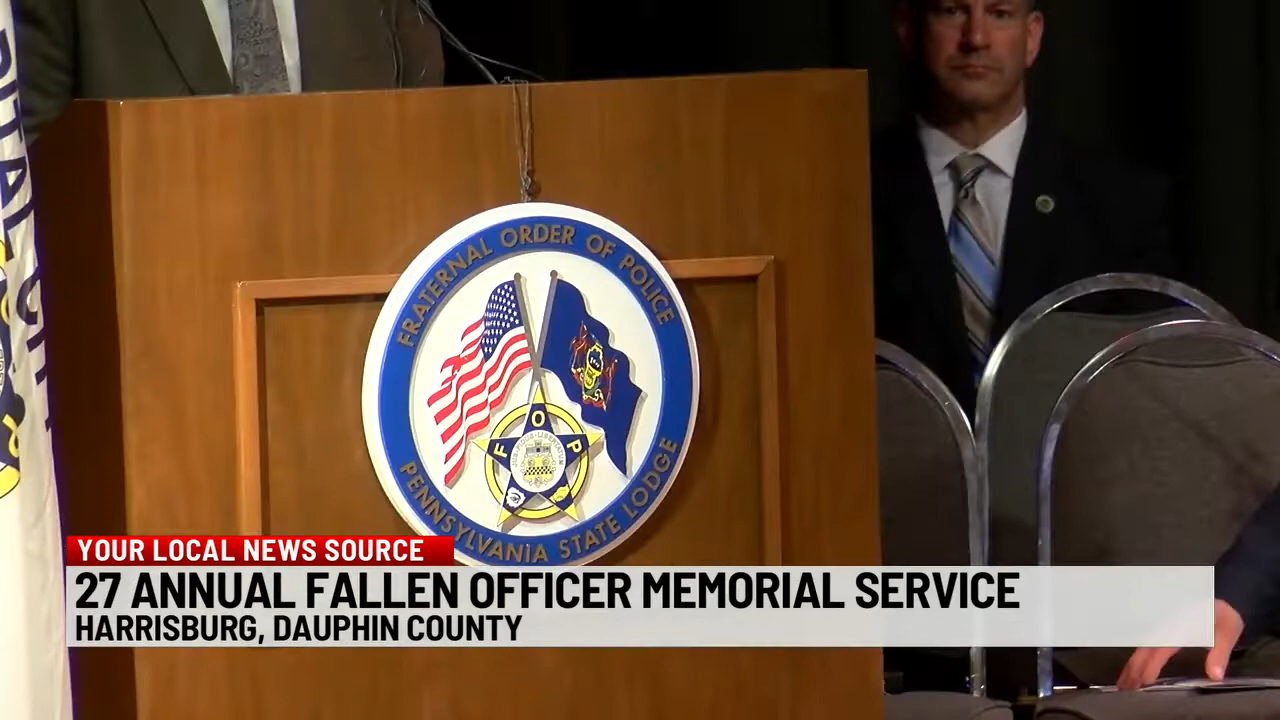 FRATERNAL ORDER OF POLICE
F O P
PENNSYLVANIA STATE LODGE
YOUR LOCAL NEWS SOURCE
27 ANNUAL FALLEN OFFICER MEMORIAL SERVICE
HARRISBURG, DAUPHIN COUNTY